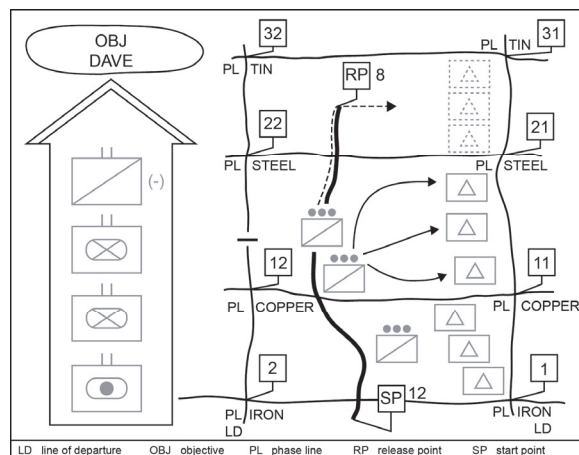 OBJ
DAVE
(-)
32
31
PL TIN
PL TIN
RP 8
22
21
PL STEEL
PL STEEL
12
11
PL COPPER
PL COPPER
2
SP 12
1
PL IRON
LD
PL IRON
LD
LD line of departure OBJ objective PL phase line RP release point SP start point